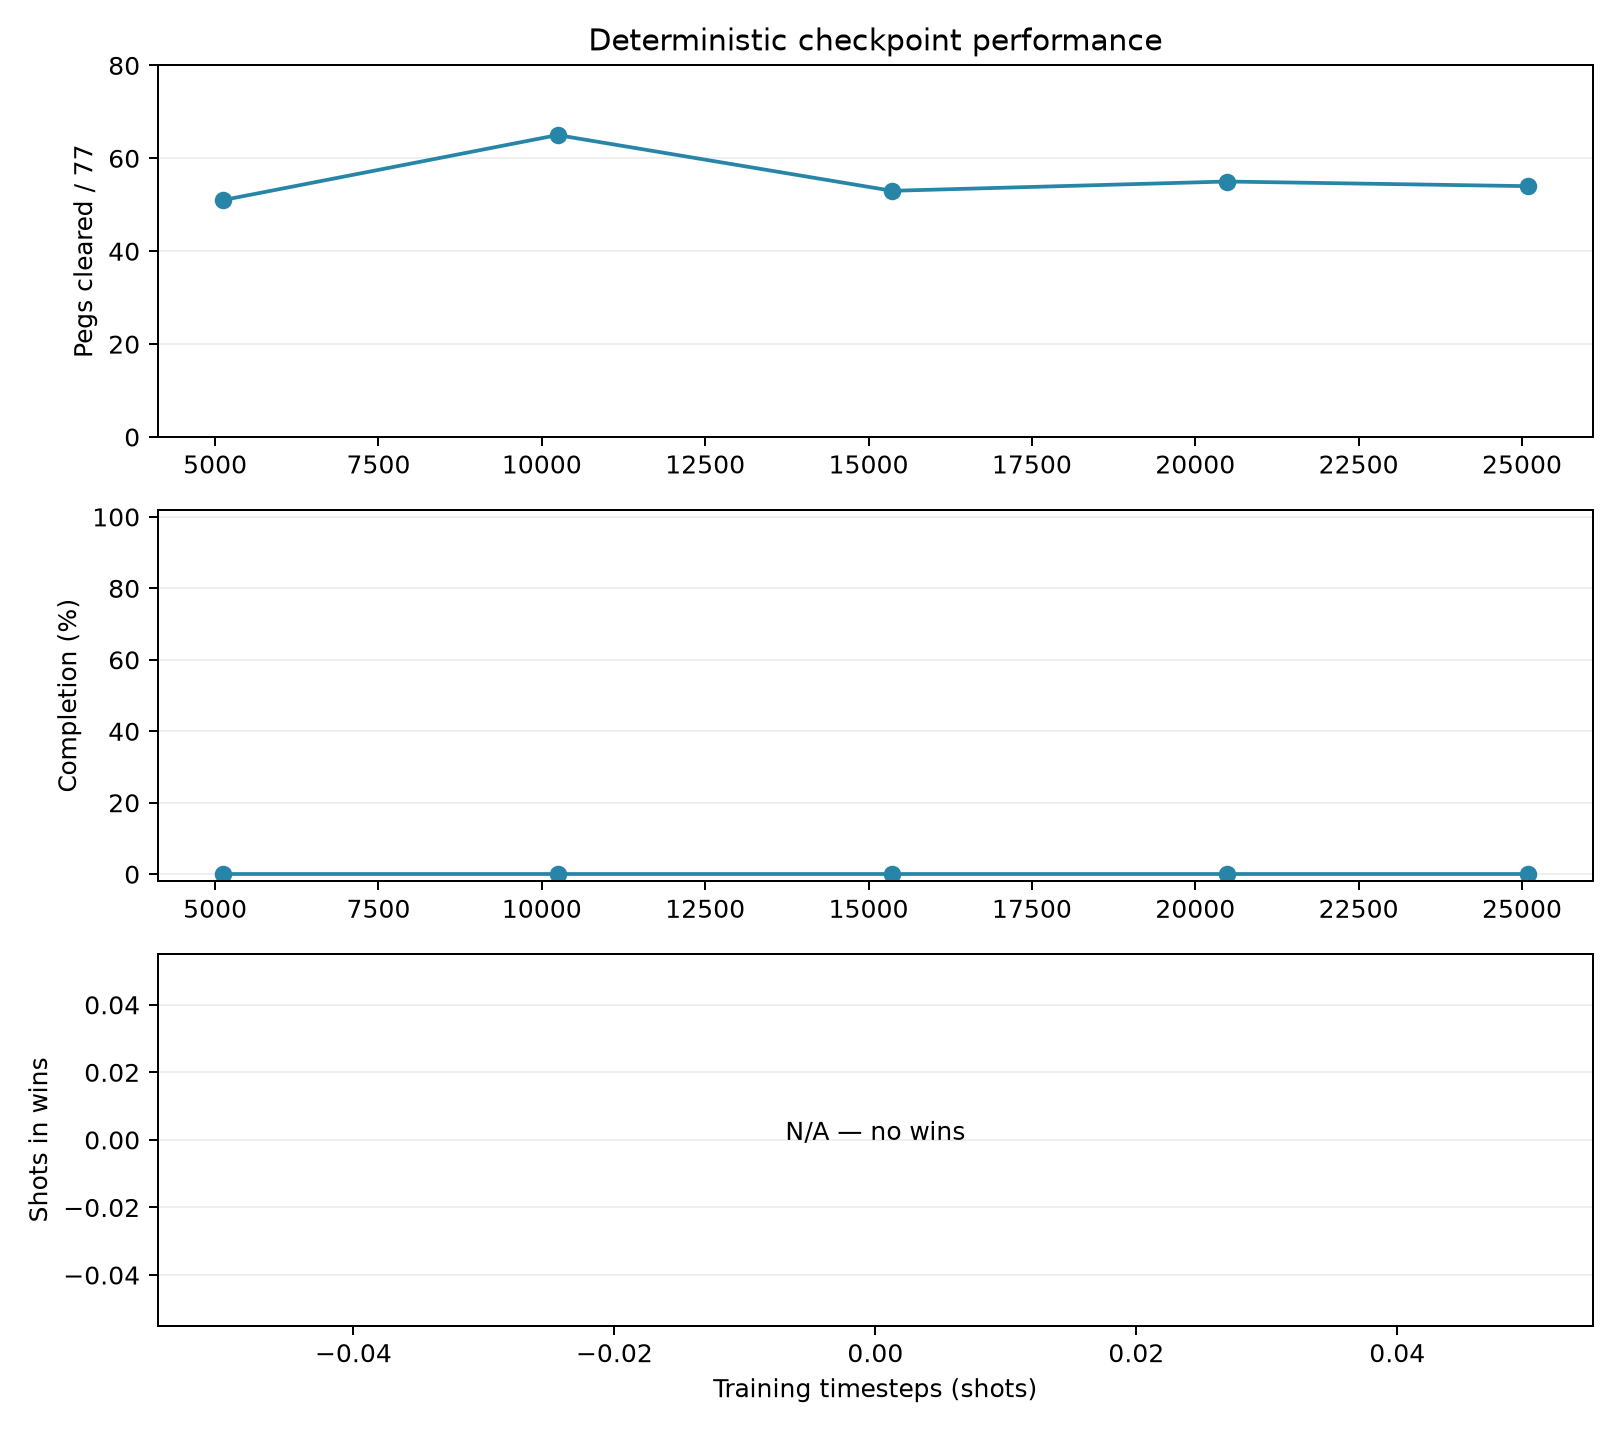 Deterministic checkpoint performance
80
60
40
20
0
Pegs cleared / 77
5000 7500 10000 12500 15000 17500 20000 22500 25000
100
80
60
40
20
0
Completion (%)
5000 7500 10000 12500 15000 17500 20000 22500 25000
0.04
0.02
0.00
−0.02
−0.04
Shots in wins
N/A — no wins
−0.04 −0.02 0.00 0.02 0.04
Training timesteps (shots)